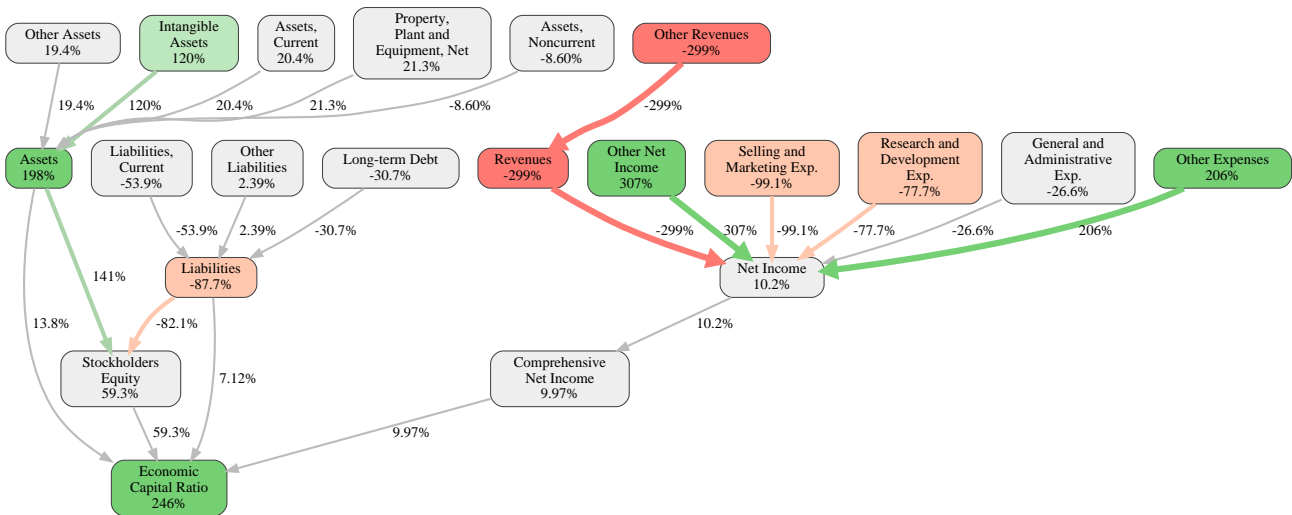 Other Assets
19.4%
Intangible
Assets
120%
Assets,
Current
20.4%
Property,
Plant and
Equipment, Net
21.3%
Assets,
Noncurrent
-8.60%
Other Revenues
-299%
19.4%
120%
20.4%
21.3%
-8.60%
-299%
Assets
198%
Liabilities,
Current
-53.9%
Other
Liabilities
2.39%
Long-term Debt
-30.7%
Revenues
-299%
Other Net
Income
307%
Selling and
Marketing Exp.
-99.1%
Research and
Development
Exp.
-77.7%
General and
Administrative
Exp.
-26.6%
Other Expenses
206%
-53.9%
2.39%
-30.7%
-299%
307%
-99.1%
-77.7%
-26.6%
206%
141%
Liabilities
-87.7%
Net Income
10.2%
13.8%
-82.1%
10.2%
Stockholders
Equity
59.3%
7.12%
Comprehensive
Net Income
9.97%
59.3%
9.97%
Economic
Capital Ratio
246%